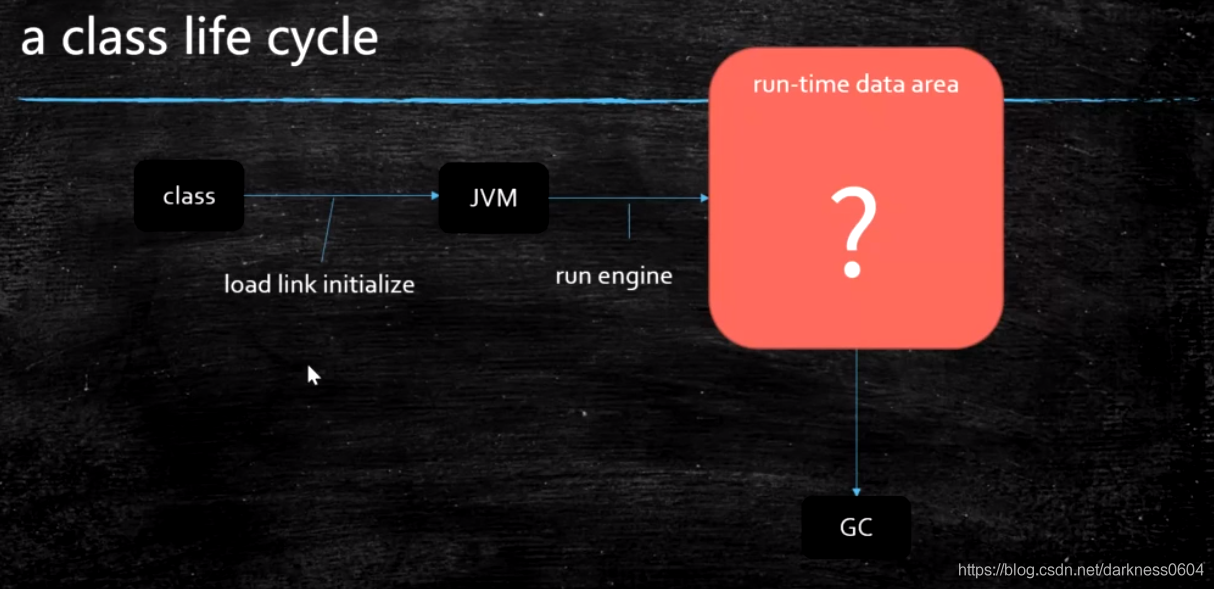 a class life cycle
run-time data area
class
JVM
?
load link initialize
run engine
GC
https://blog.csdn.net/darkness0604